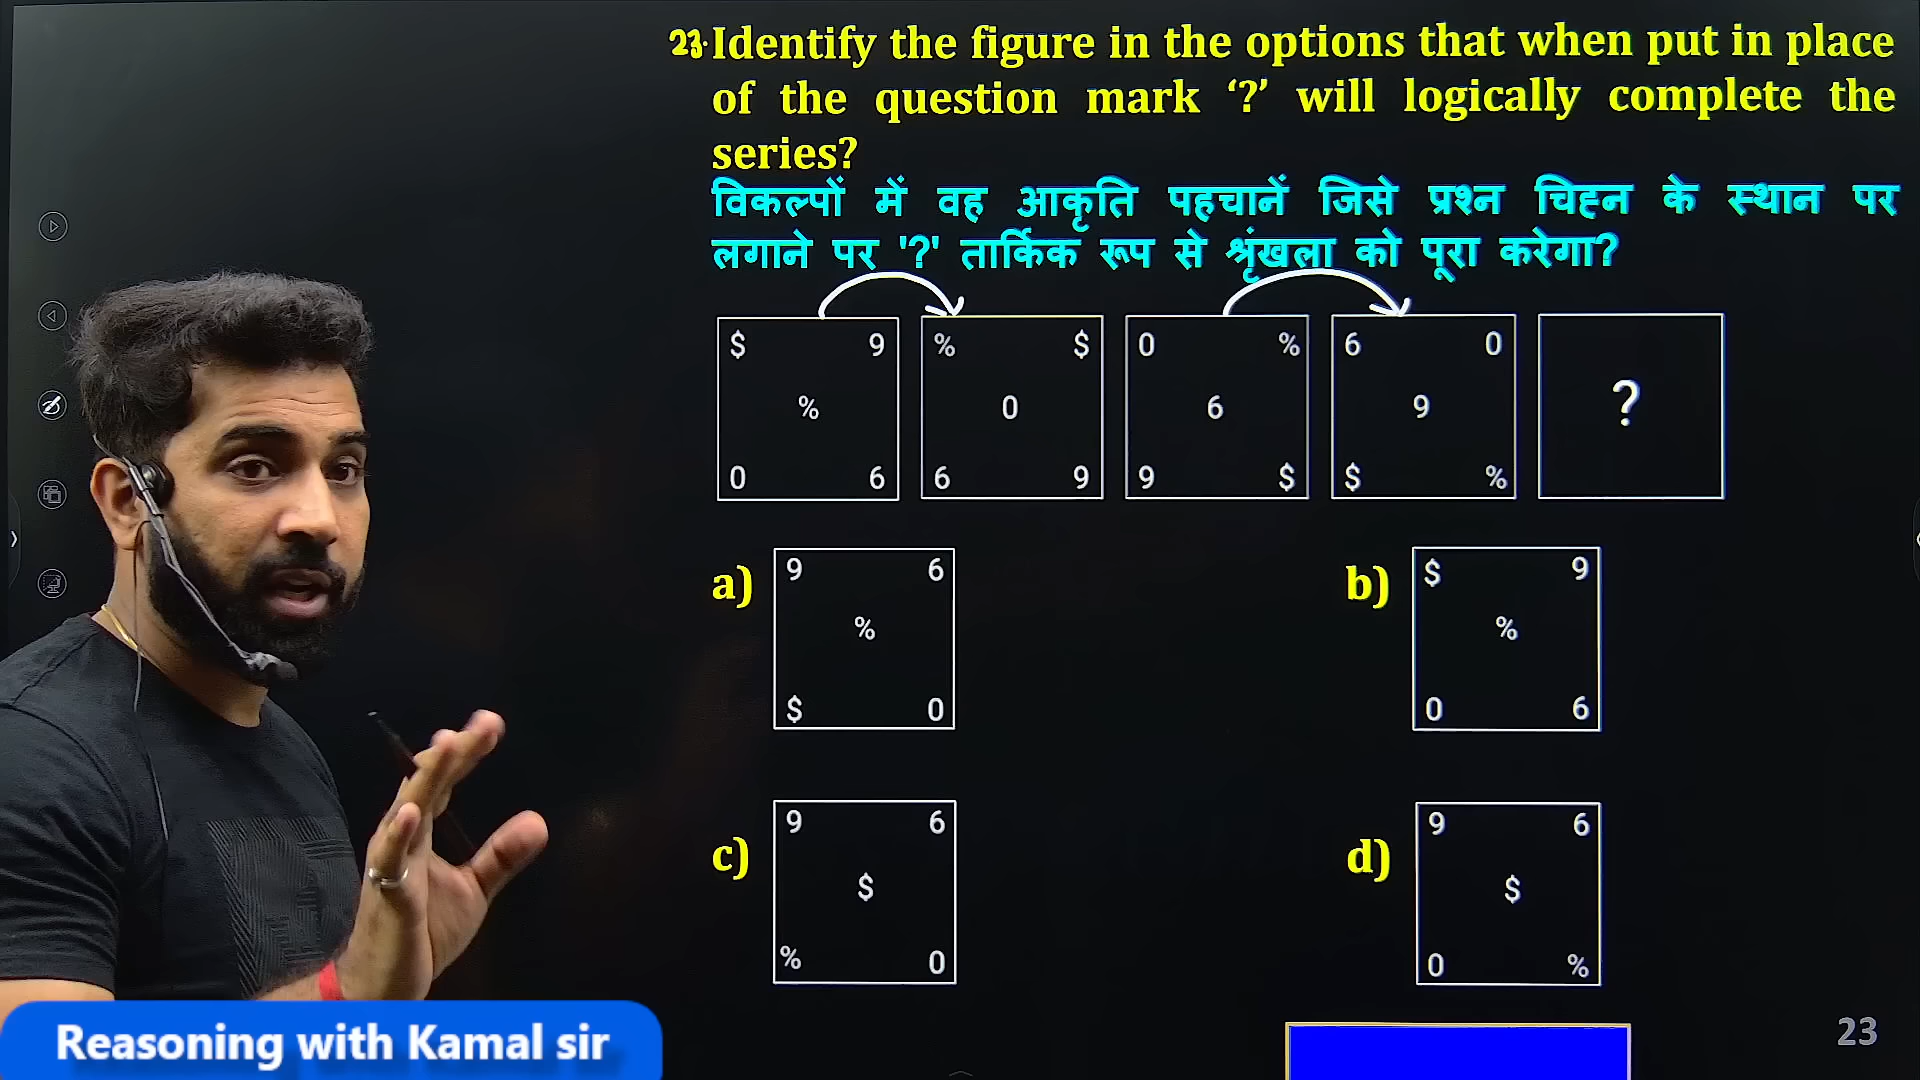 23. Identify the figure in the options that when put in place
of the question mark ‘?’ will logically complete the
series?
विकल्पों में वह आकृति पहचानें जिसे प्रश्न चिह्न के स्थान पर
लगाने पर '?' तार्किक रूप से श्रृंखला को पूरा करेगा?
$ 9 % $ 0 % 6 0
% 0 6 9 ?
0 6 6 9 9 $ $ %
a) 9 6
%
$ 0
b) $ 9
%
0 6
c) 9 6
$
% 0
d) 9 6
$
0 %
Reasoning with Kamal sir
23